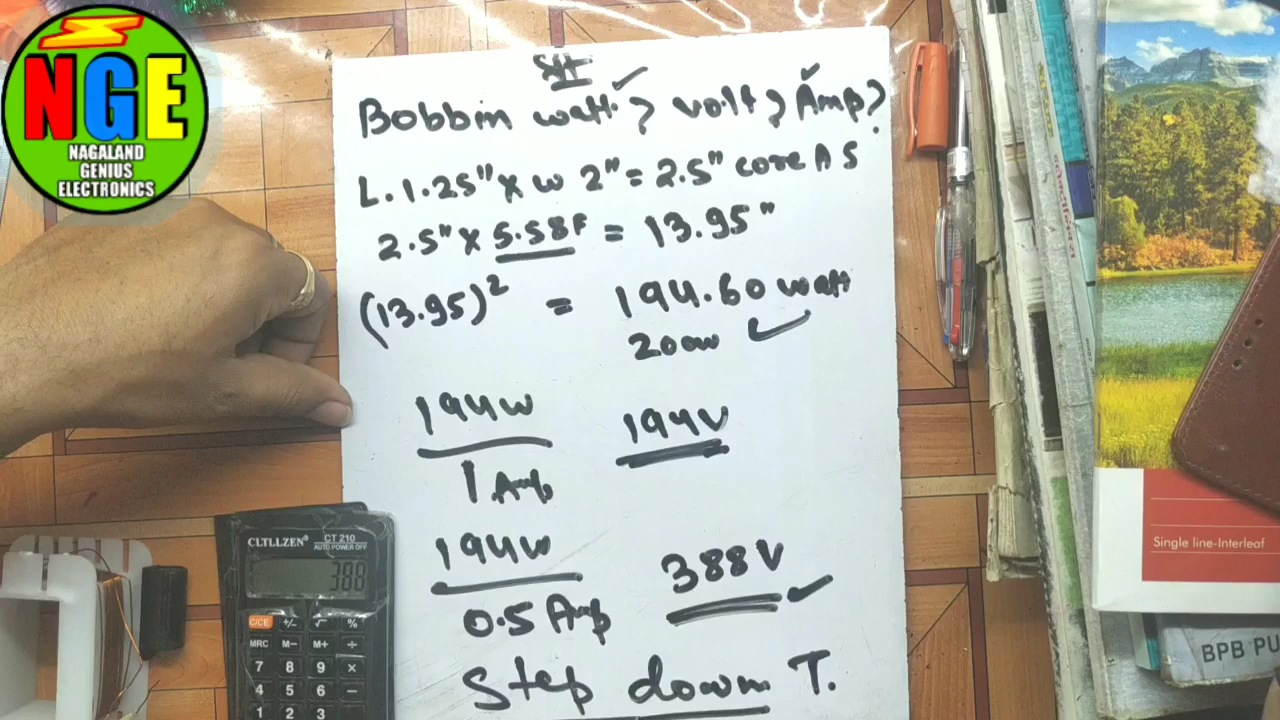 NGE
NAGALAND
GENIUS
ELECTRONICS
Bobbin watt? volt? Amp?
L. 1.25" x w 2" = 2.5" core A S
2.5" x 5.58F = 13.95"
(13.95)² = 194.60 watt
200w
194w 194V
1 Amp
194w 388V
0.5 Amp
Step down T.
CLTLLZEN®
CT 210
AUTO POWER OFF
388
C/CE +/- √ %
MRC M- M+ ÷
7 8 9 ×
4 5 6 −
1 2 3
Single line-Interleaf
BPB PU